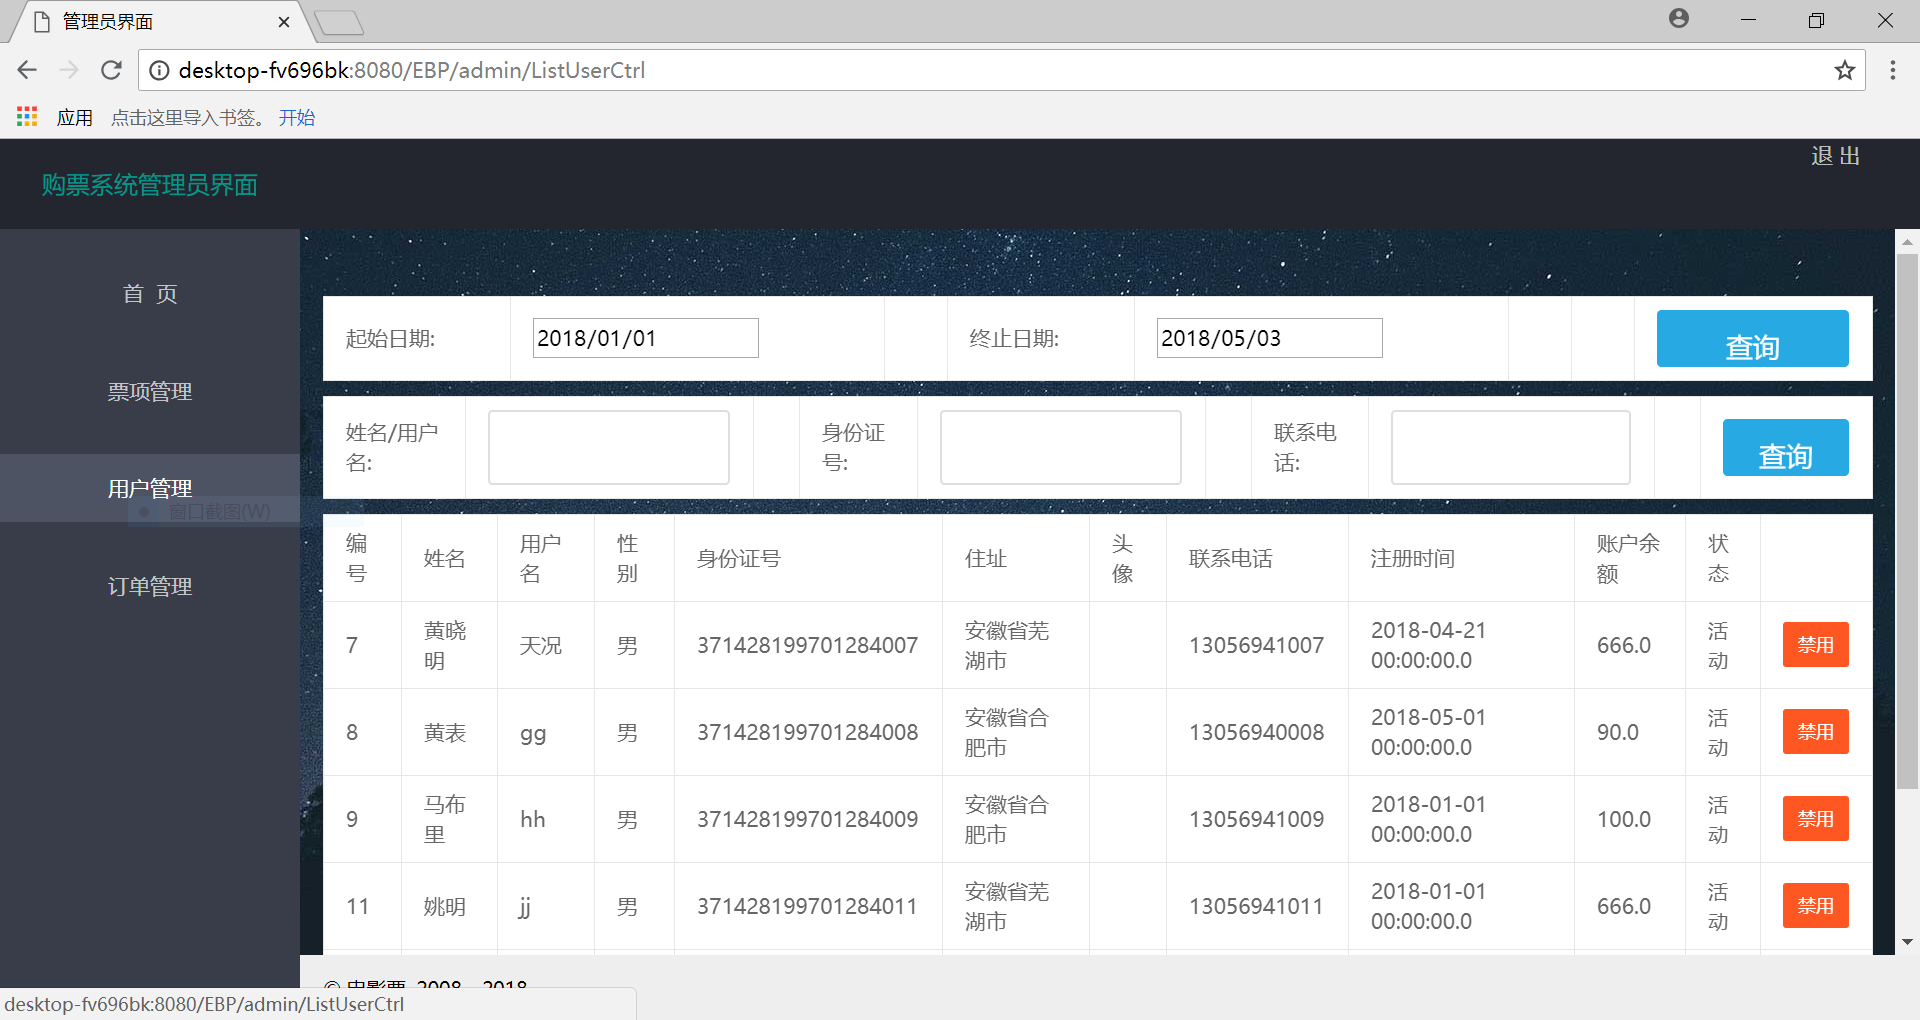 管理员界面
desktop-fv696bk:8080/EBP/admin/ListUserCtrl
应用 点击这里导入书签。 开始
退 出
购票系统管理员界面
首 页
票项管理
用户管理
窗口截图(W)
订单管理
起始日期: 2018/01/01 终止日期: 2018/05/03 查询
姓名/用户
名:
身份证
号:
联系电
话:
查询
编
号
姓名
用户
名
性
别
身份证号
住址
头
像
联系电话
注册时间
账户余
额
状
态
7
黄晓
明
天况
男
371428199701284007
安徽省芜
湖市
13056941007
2018-04-21
00:00:00.0
666.0
活
动
禁用
8
黄表
gg
男
371428199701284008
安徽省合
肥市
13056940008
2018-05-01
00:00:00.0
90.0
活
动
禁用
9
马布
里
hh
男
371428199701284009
安徽省合
肥市
13056941009
2018-01-01
00:00:00.0
100.0
活
动
禁用
11
姚明
jj
男
371428199701284011
安徽省芜
湖市
13056941011
2018-01-01
00:00:00.0
666.0
活
动
禁用
© 电影票 2008 - 2018
desktop-fv696bk:8080/EBP/admin/ListUserCtrl